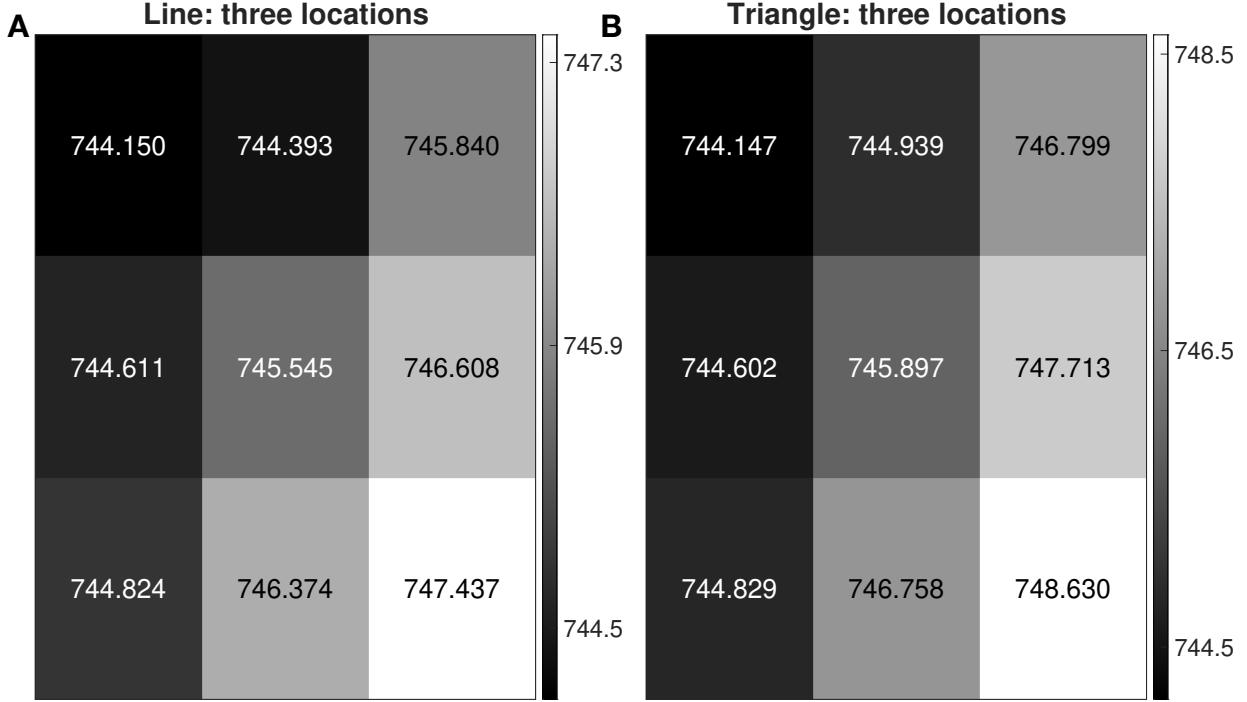 A
Line: three locations
744.150 744.393 745.840
744.611 745.545 746.608
744.824 746.374 747.437
747.3
745.9
744.5
B
Triangle: three locations
744.147 744.939 746.799
744.602 745.897 747.713
744.829 746.758 748.630
748.5
746.5
744.5